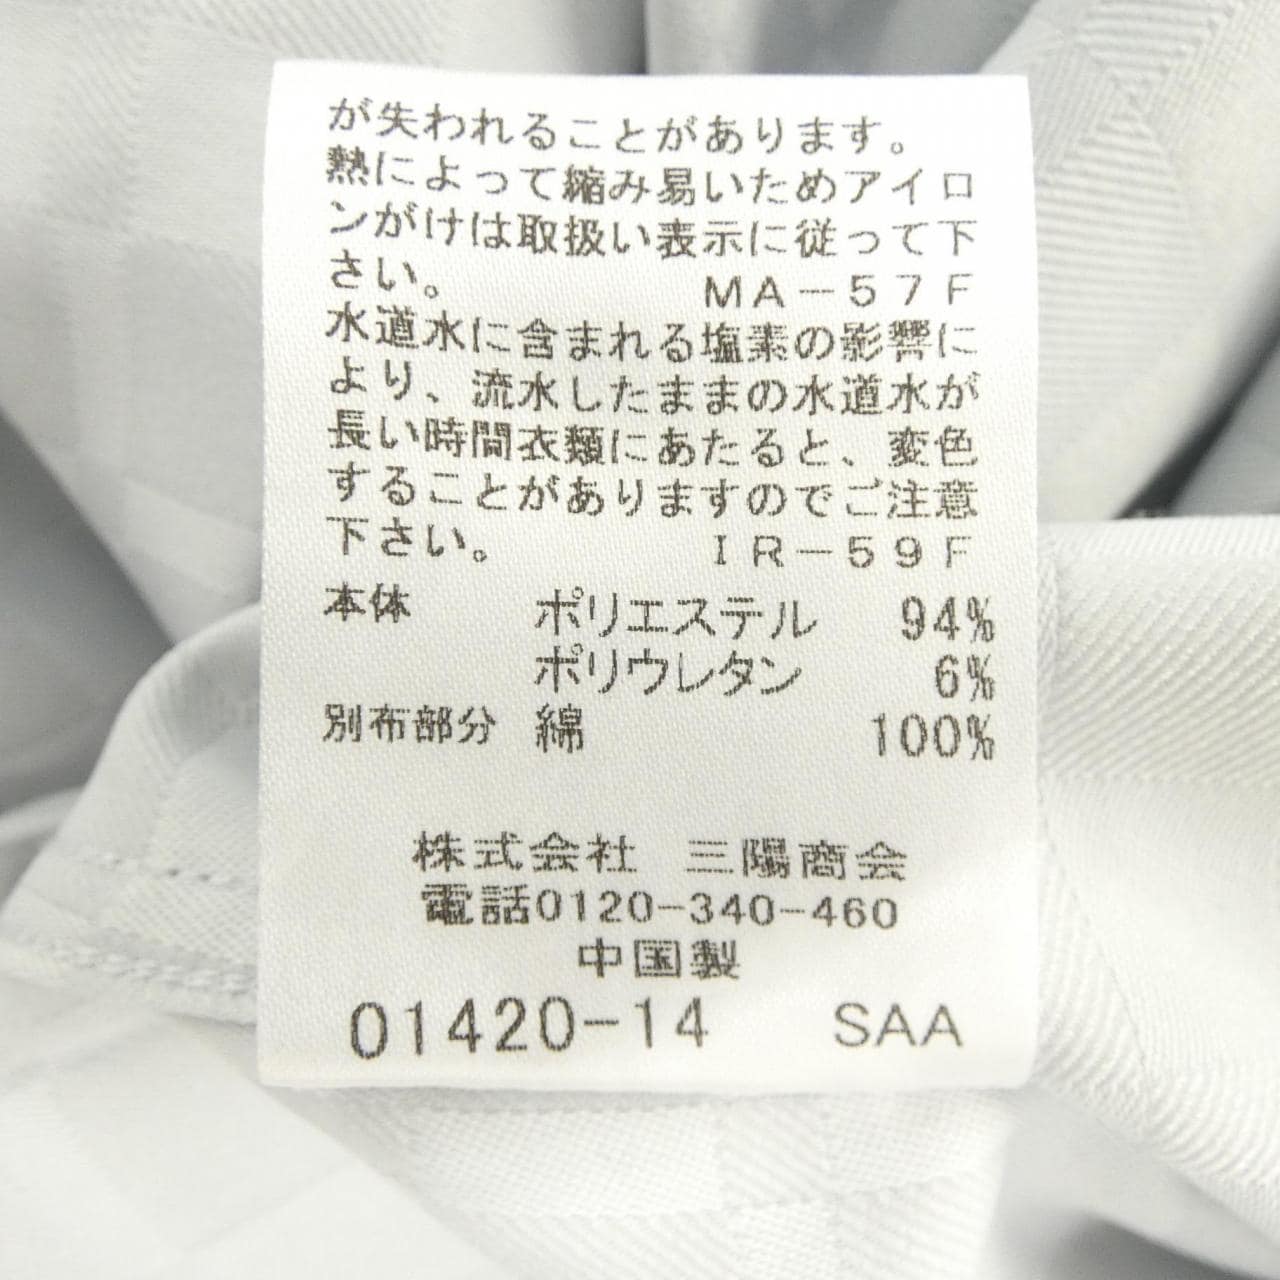 が失われることがあります。
熱によって縮み易いためアイロ
ンがけは取扱い表示に従って下
さい。 MA-57F
水道水に含まれる塩素の影響に
より、流水したままの水道水が
長い時間衣類にあたると、変色
することがありますのでご注意
下さい。 IR-59F
本体 ポリエステル 94%
ポリウレタン 6%
別布部分 綿 100%
株式会社 三陽商会
電話0120-340-460
中国製
01420-14 SAA